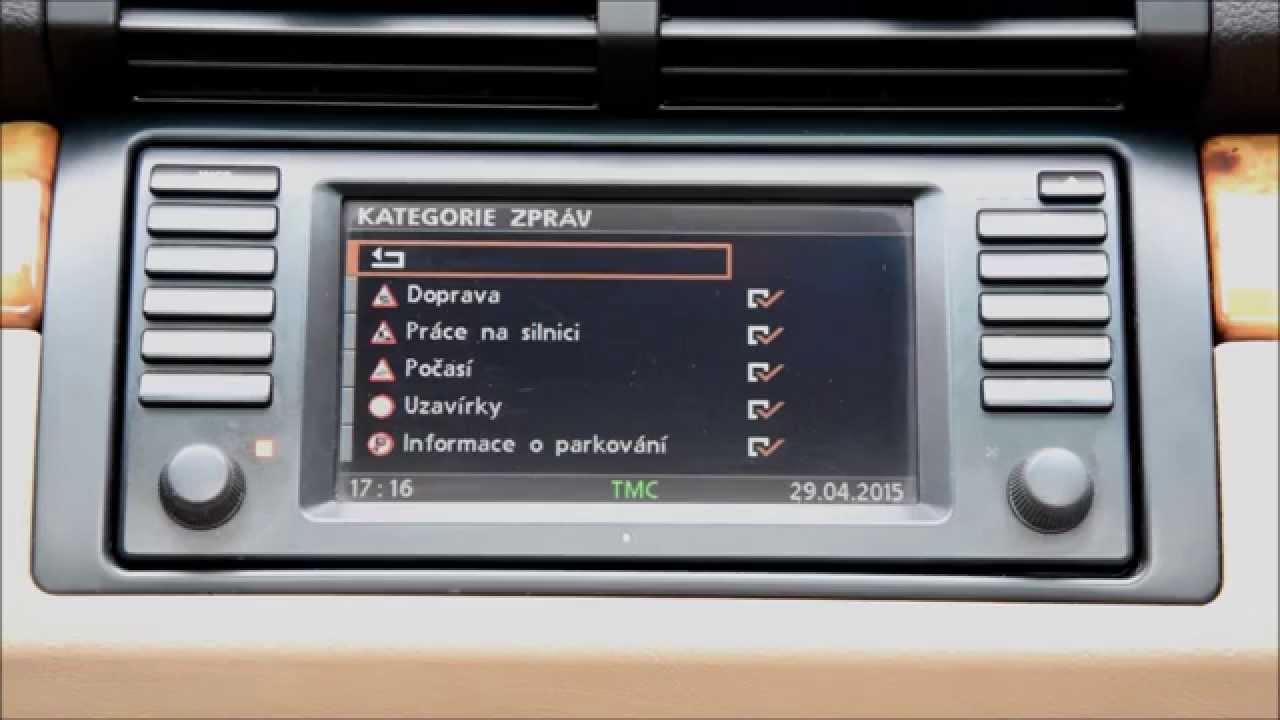 KATEGORIE ZPRÁV
Doprava
Práce na silnici
Počasí
Uzavírky
P Informace o parkování
17:16 TMC 29.04.2015